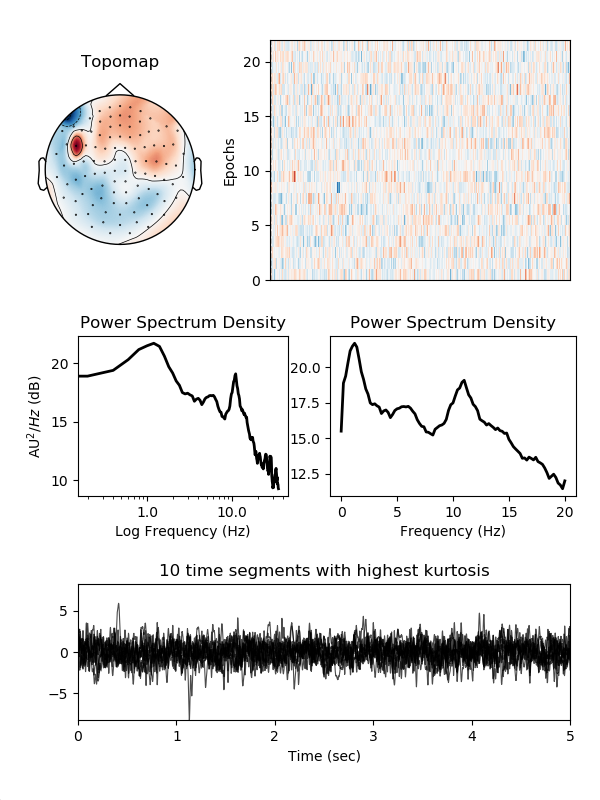 Topomap
Epochs
20
15
10
5
0
Power Spectrum Density
AU²/Hz (dB)
20
15
10
1.0 10.0
Log Frequency (Hz)
Power Spectrum Density
20.0
17.5
15.0
12.5
0 5 10 15 20
Frequency (Hz)
10 time segments with highest kurtosis
5
0
−5
0 1 2 3 4 5
Time (sec)